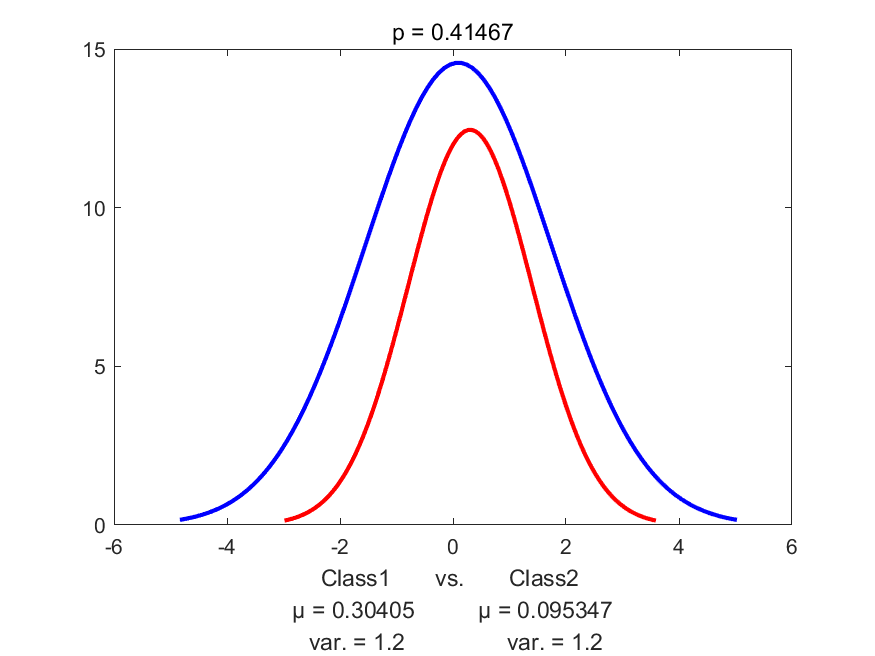 p = 0.41467
15
10
5
0
-6 -4 -2 0 2 4 6
Class1 vs. Class2
μ = 0.30405 μ = 0.095347
var. = 1.2 var. = 1.2